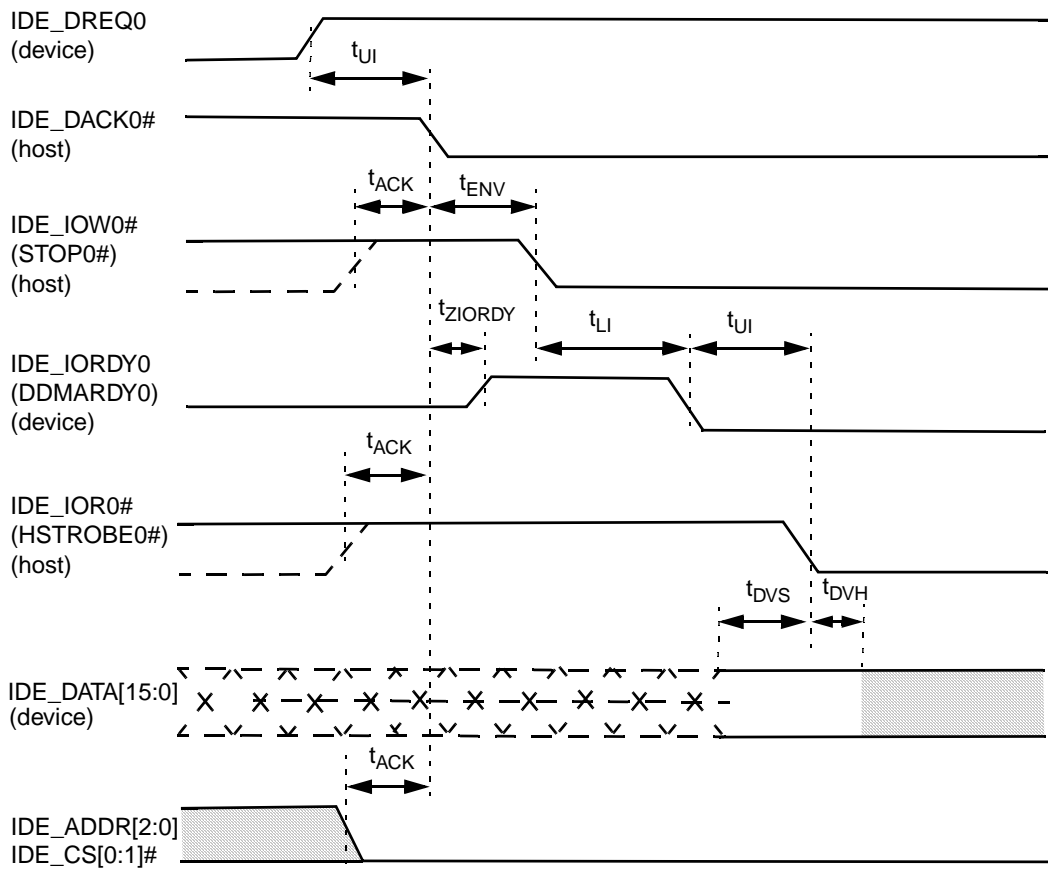 IDE_DREQ0
(device)
tUI
IDE_DACK0#
(host)
tACK
tENV
IDE_IOW0#
(STOP0#)
(host)
tZIORDY
tLI
tUI
IDE_IORDY0
(DDMARDY0)
(device)
tACK
IDE_IOR0#
(HSTROBE0#)
(host)
tDVS
tDVH
IDE_DATA[15:0]
(device)
tACK
IDE_ADDR[2:0]
IDE_CS[0:1]#